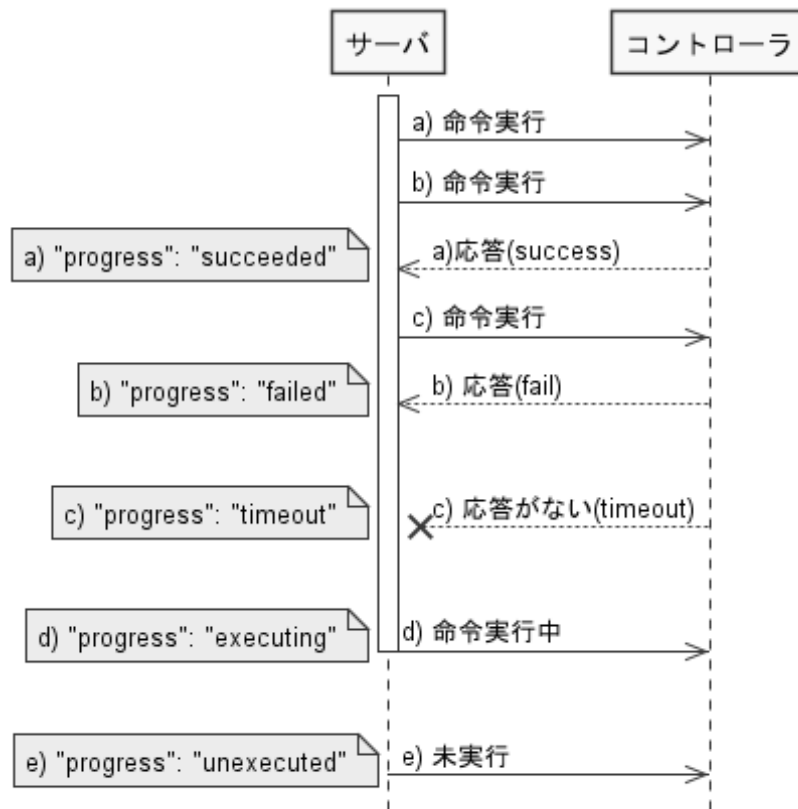 サーバ
コントローラ
a) 命令実行
b) 命令実行
a) "progress": "succeeded"
a)応答(success)
c) 命令実行
b) "progress": "failed"
b) 応答(fail)
c) "progress": "timeout"
c) 応答がない(timeout)
d) "progress": "executing"
d) 命令実行中
e) "progress": "unexecuted"
e) 未実行